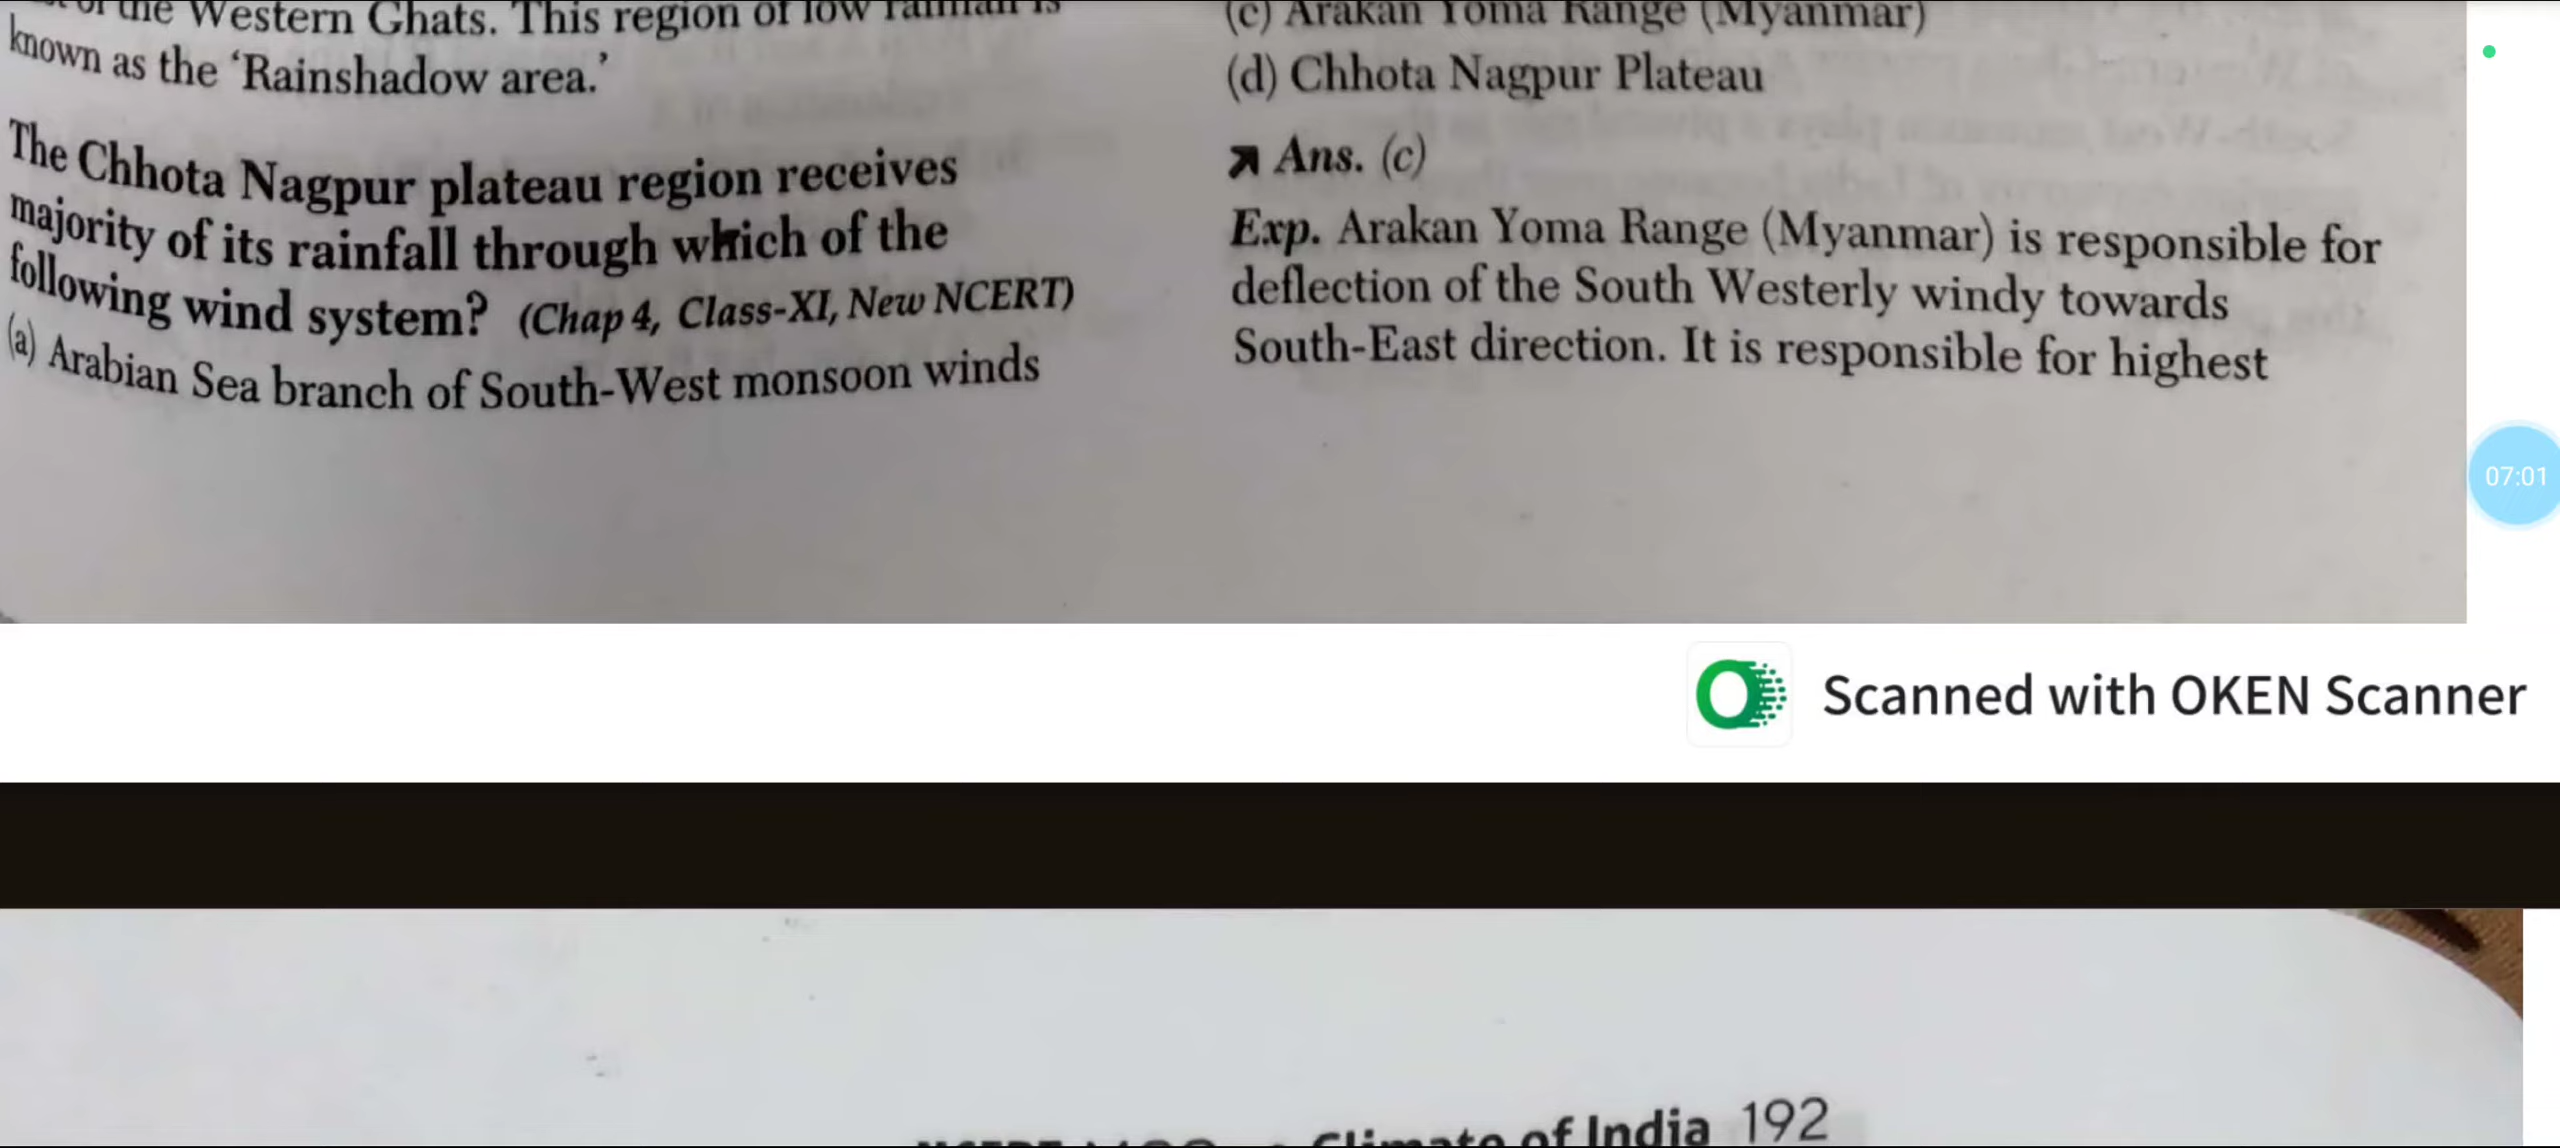 of the Western Ghats. This region of low rainfall is
known as the ‘Rainshadow area.’
The Chhota Nagpur plateau region receives
majority of its rainfall through which of the
following wind system? (Chap 4, Class-XI, New NCERT)
(a) Arabian Sea branch of South-West monsoon winds
(c) Arakan Yoma Range (Myanmar)
(d) Chhota Nagpur Plateau
Ans. (c)
Exp. Arakan Yoma Range (Myanmar) is responsible for
deflection of the South Westerly windy towards
South-East direction. It is responsible for highest
07:01
Scanned with OKEN Scanner
Climate of India 192